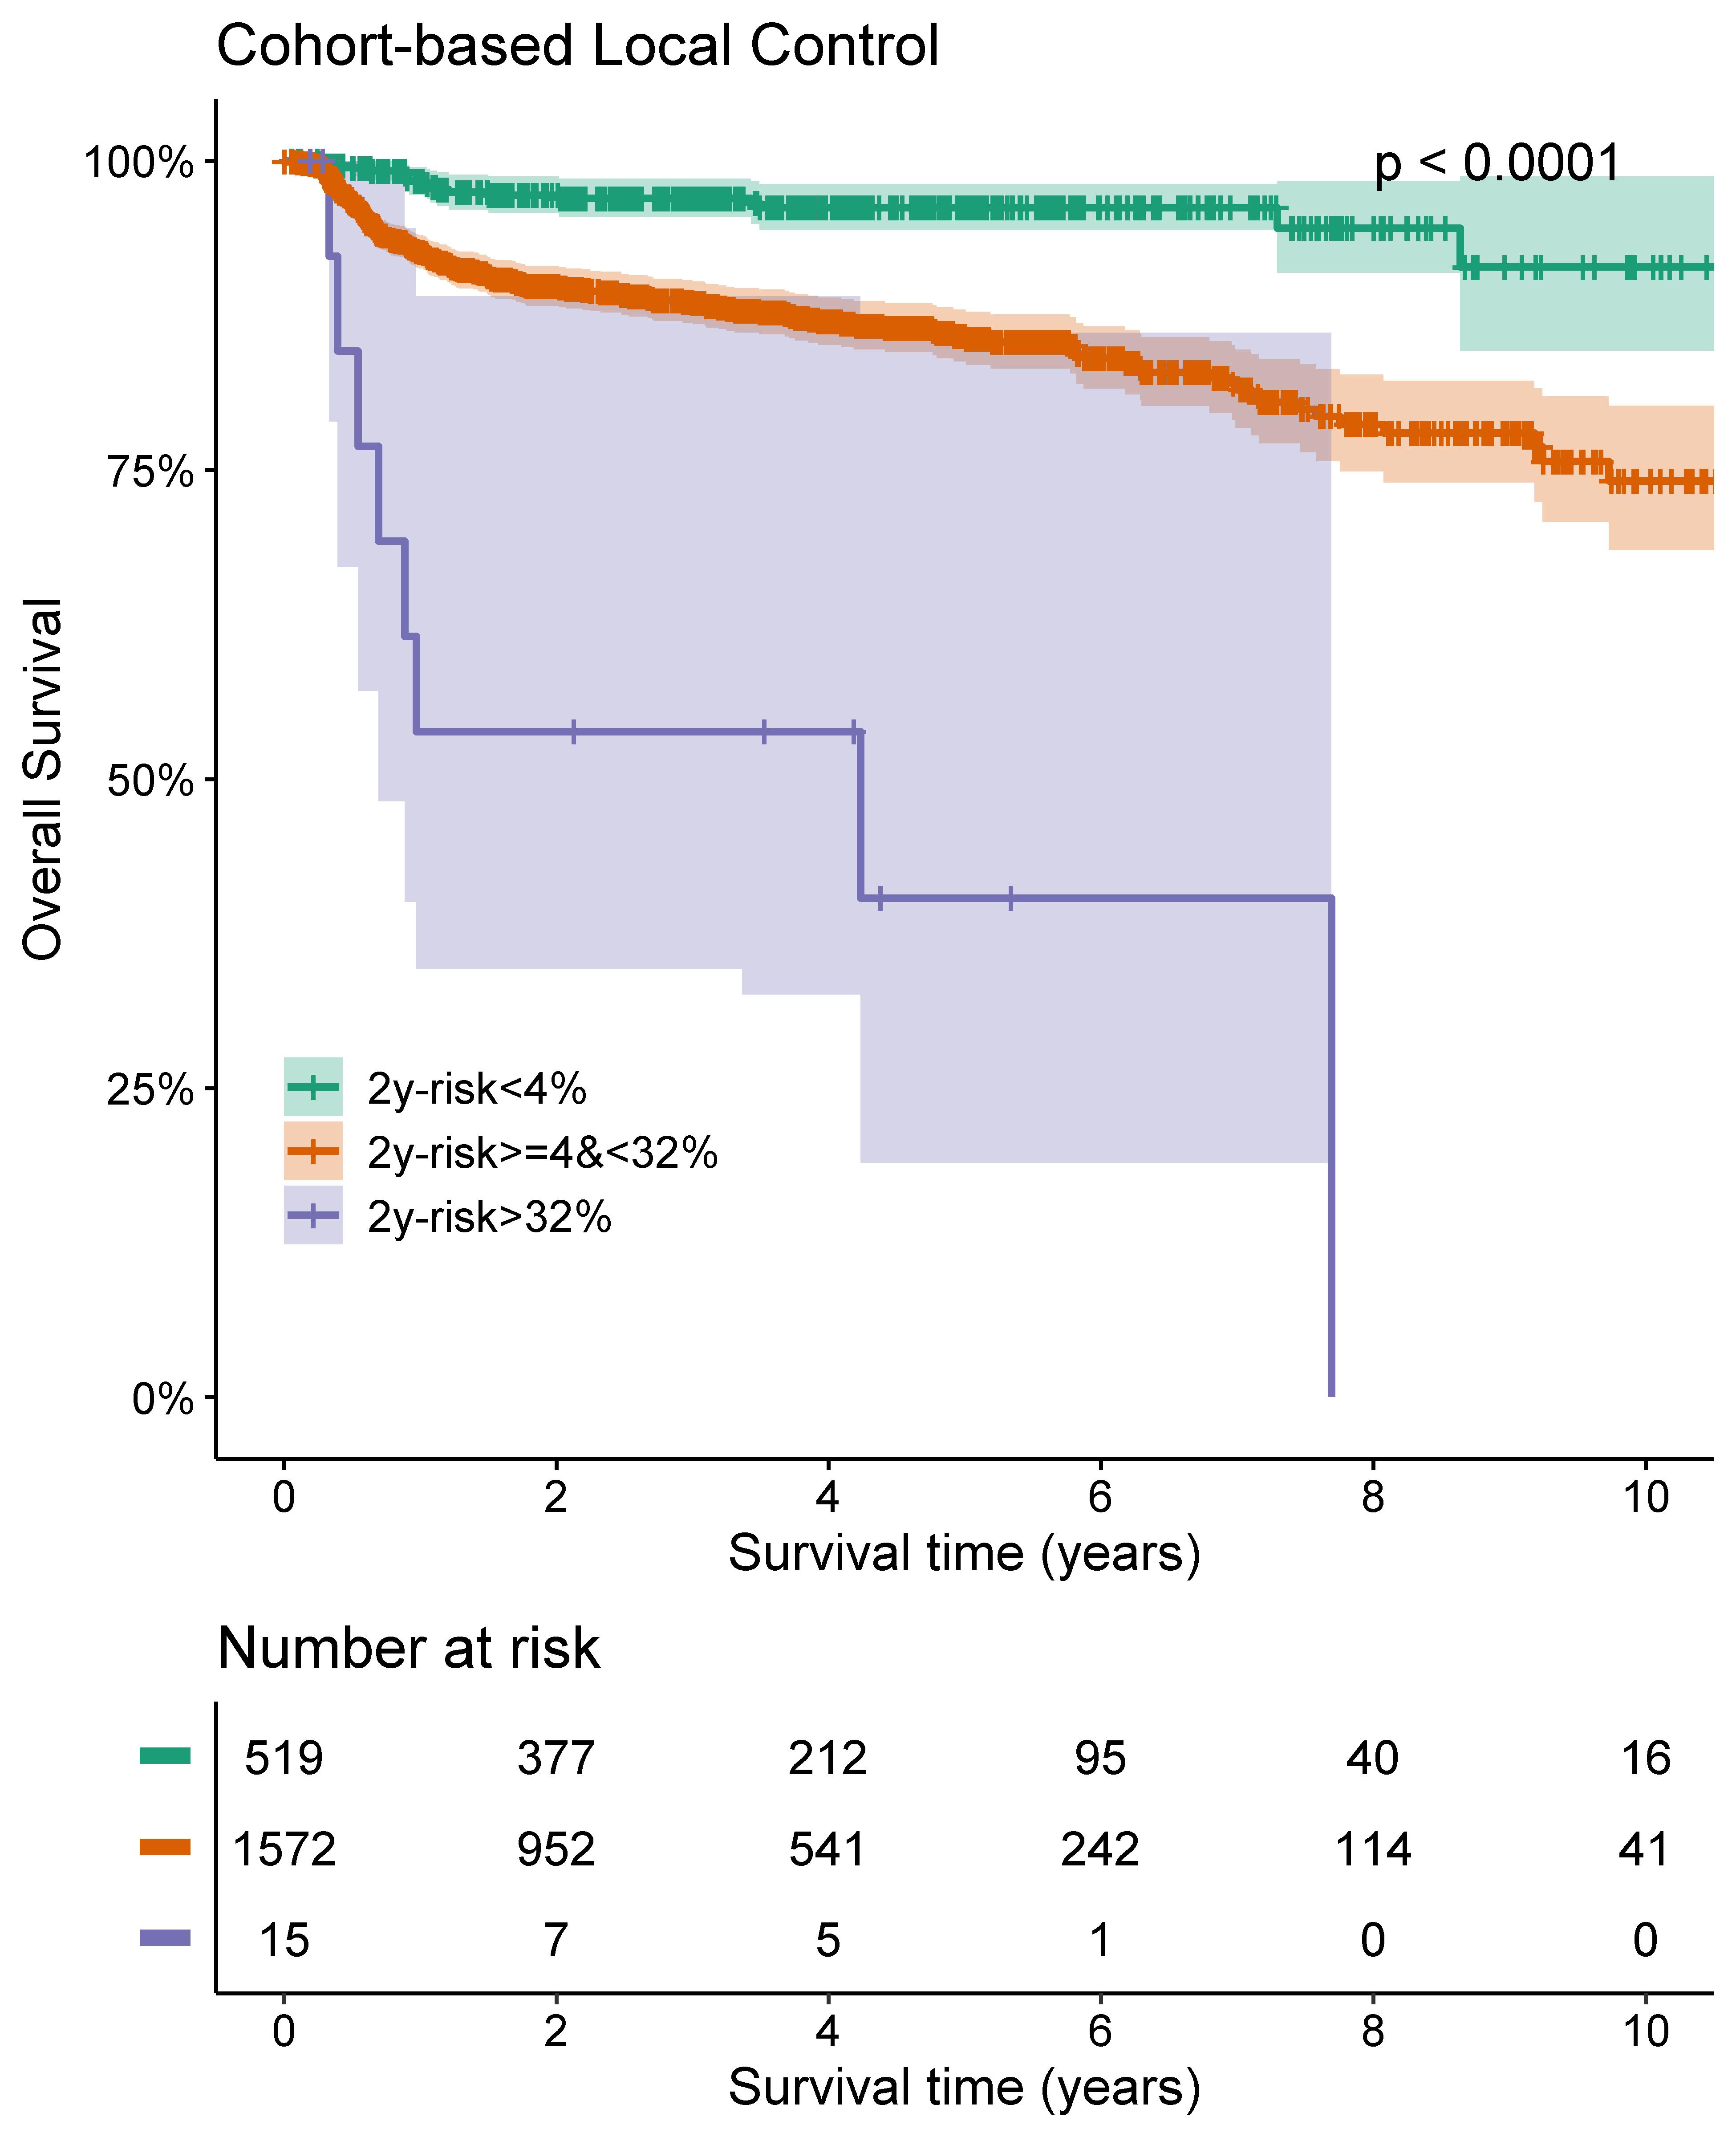 Cohort-based Local Control
p < 0.0001
100%
75%
50%
25%
0%
Overall Survival
2y-risk<4%
2y-risk>=4&<32%
2y-risk>32%
0 2 4 6 8 10
Survival time (years)
Number at risk
519 377 212 95 40 16
1572 952 541 242 114 41
15 7 5 1 0 0
0 2 4 6 8 10
Survival time (years)